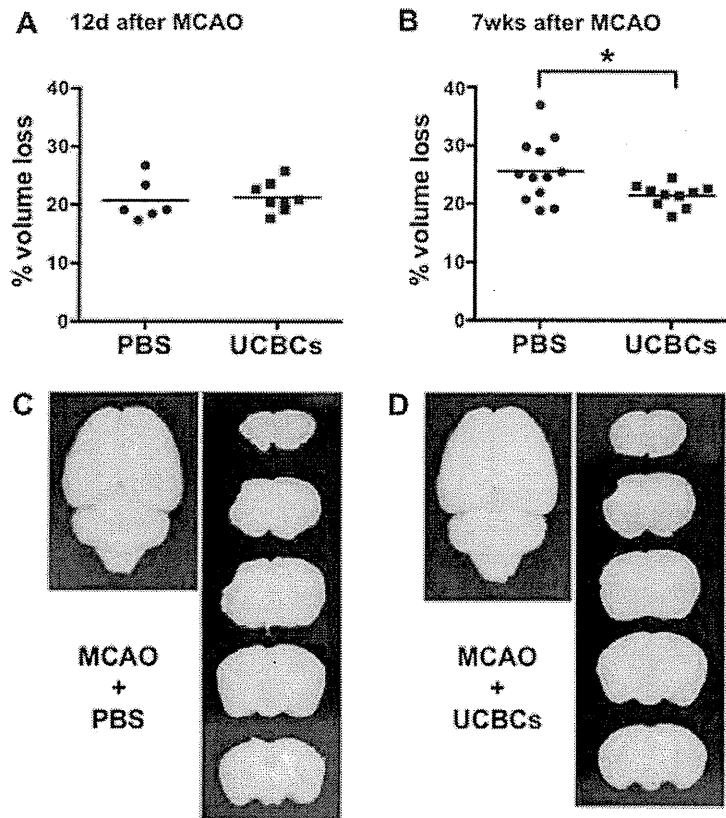 A 12d after MCAO
% volume loss
40
30
20
10
0
PBS UCBCs
B 7wks after MCAO
*
% volume loss
40
30
20
10
0
PBS UCBCs
C
MCAO
+
PBS
D
MCAO
+
UCBCs